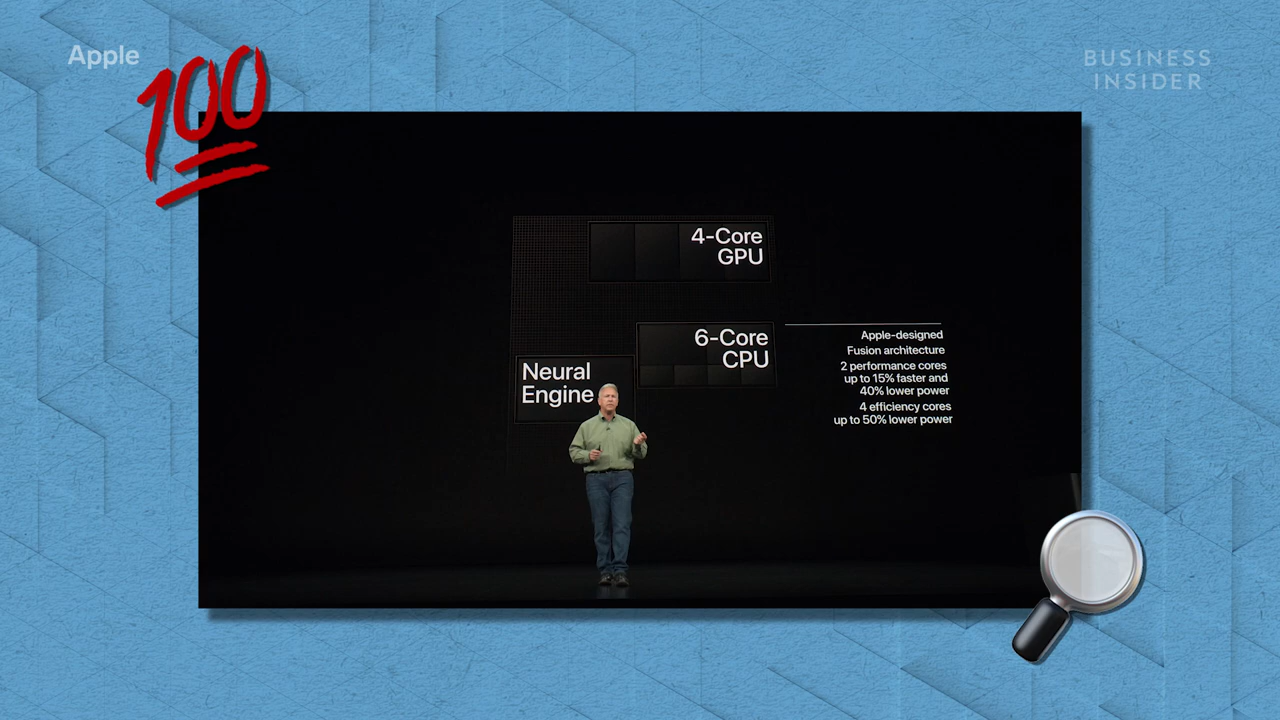 Apple
100
BUSINESS
INSIDER
4-Core
GPU
6-Core
CPU
Neural
Engine
Apple-designed
Fusion architecture
2 performance cores
up to 15% faster and
40% lower power
4 efficiency cores
up to 50% lower power